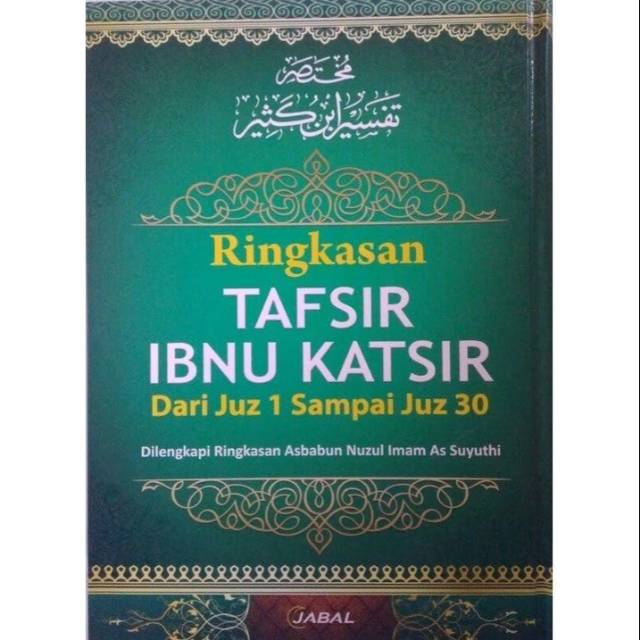 مختصر
تفسير ابن كثير
Ringkasan
TAFSIR
IBNU KATSIR
Dari Juz 1 Sampai Juz 30
Dilengkapi Ringkasan Asbabun Nuzul Imam As Suyuthi
JABAL